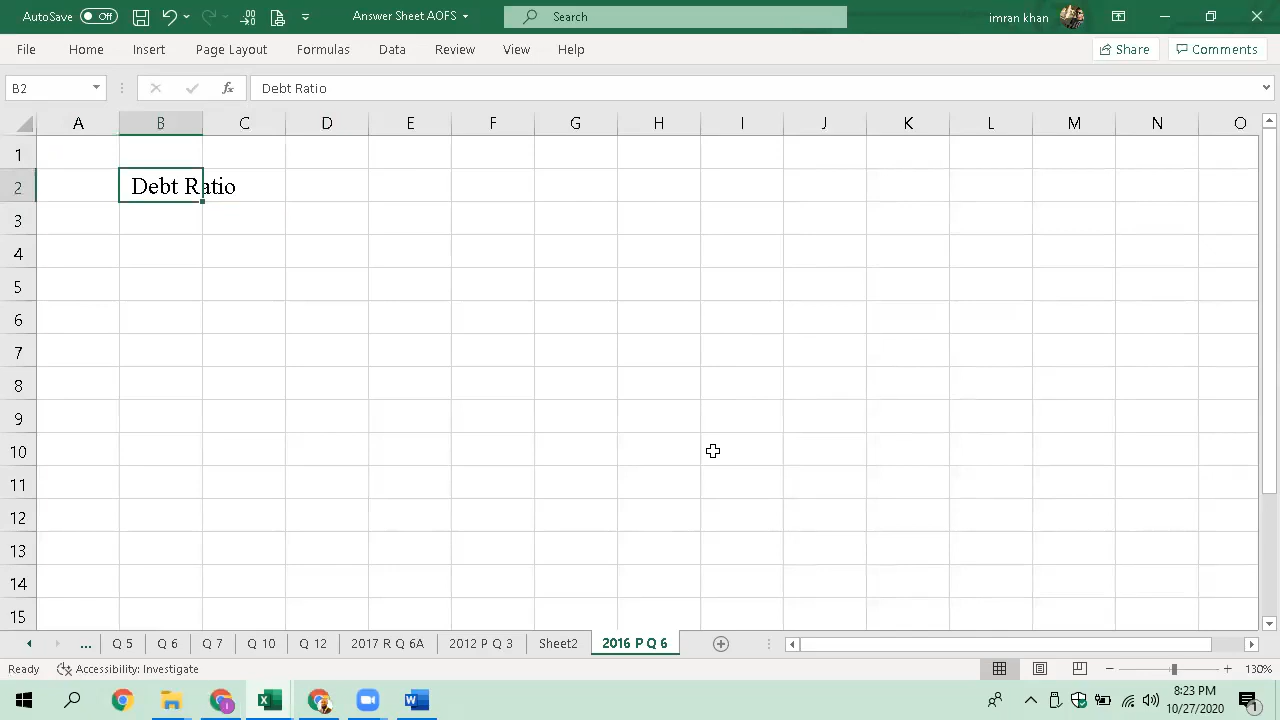 AutoSave Off Answer Sheet AOFS Search imran khan
File Home Insert Page Layout Formulas Data Review View Help Share Comments
B2 fx Debt Ratio
A B C D E F G H I J K L M N O
1
2 Debt Ratio
3
4
5
6
7
8
9
10
11
12
13
14
15
... Q 5 Q 6 Q 7 Q 10 Q 12 2017 R Q 6A 2012 P Q 3 Sheet2 2016 P Q 6
Ready Accessibility: Investigate 130%
8:23 PM
10/27/2020
1